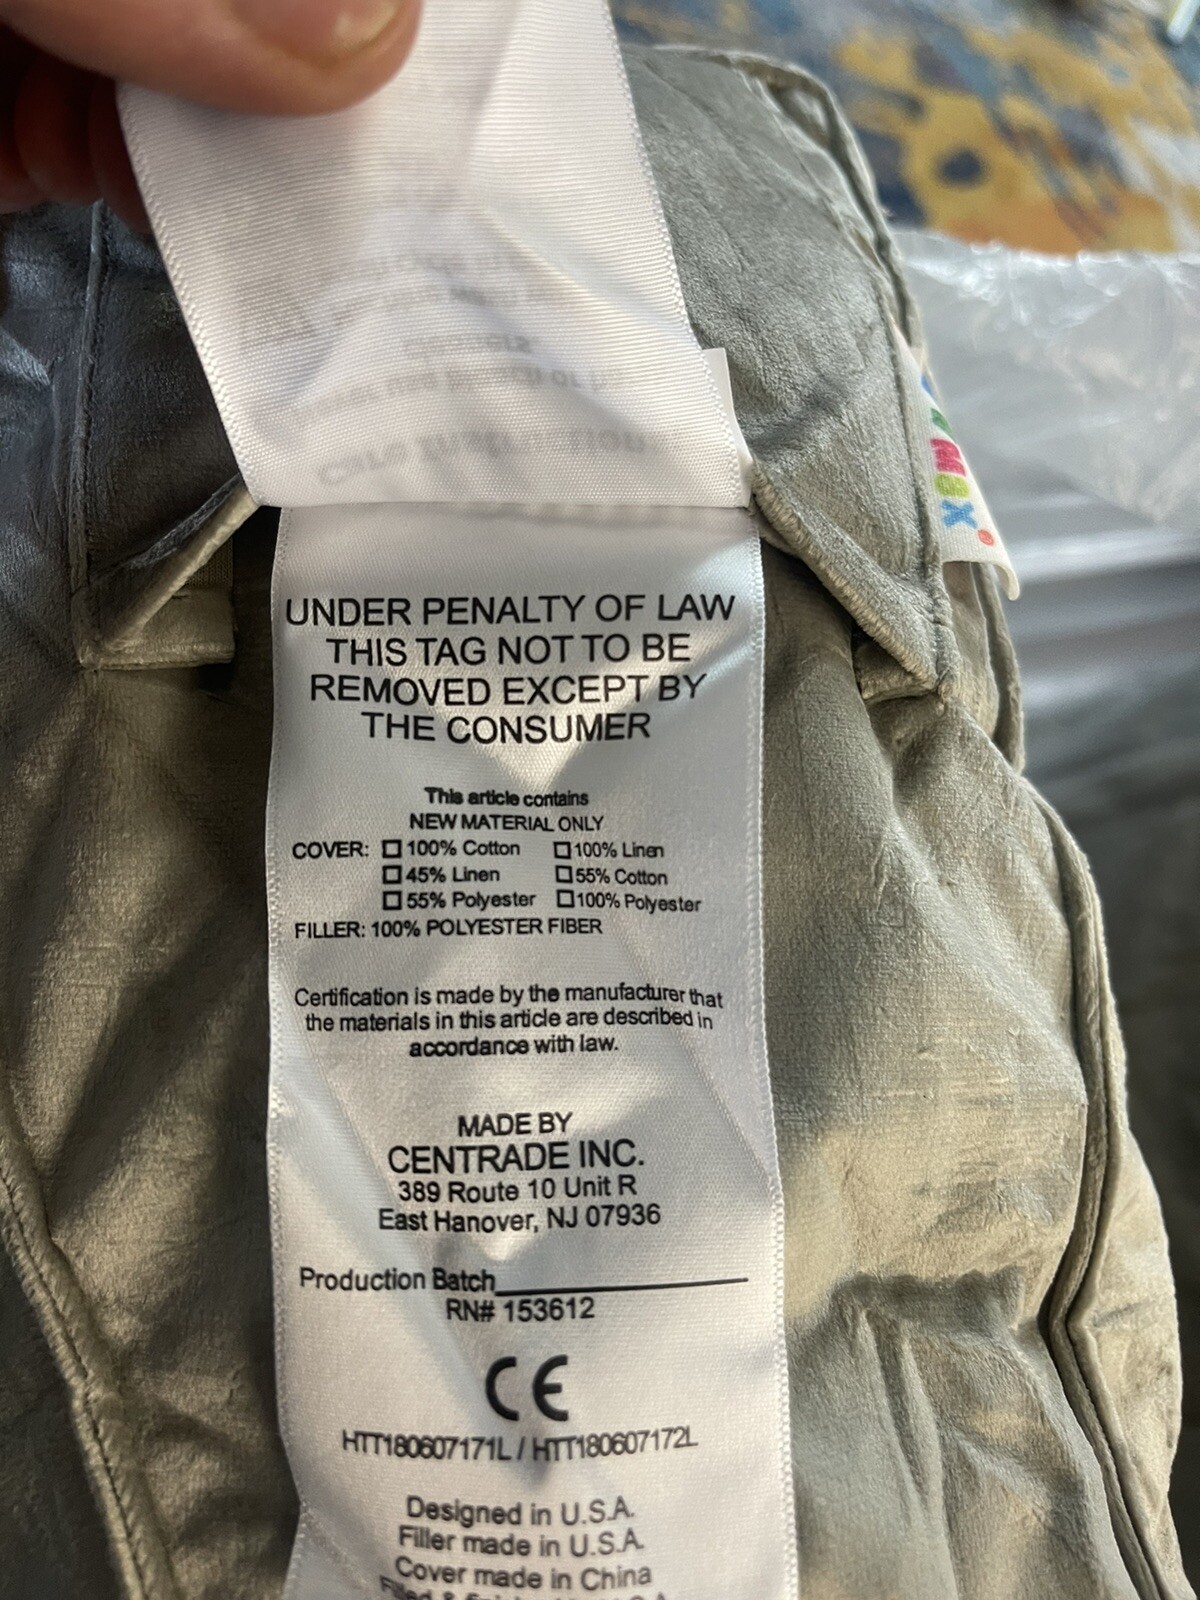 UNDER PENALTY OF LAW
THIS TAG NOT TO BE
REMOVED EXCEPT BY
THE CONSUMER
This article contains
NEW MATERIAL ONLY
COVER: ☐ 100% Cotton ☐ 100% Linen
☐ 45% Linen ☐ 55% Cotton
☐ 55% Polyester ☐ 100% Polyester
FILLER: 100% POLYESTER FIBER
Certification is made by the manufacturer that
the materials in this article are described in
accordance with law.
MADE BY
CENTRADE INC.
389 Route 10 Unit R
East Hanover, NJ 07936
Production Batch
RN# 153612
CE
HTT180607171L / HTT180607172L
Designed in U.S.A.
Filler made in U.S.A.
Cover made in China
Filled &